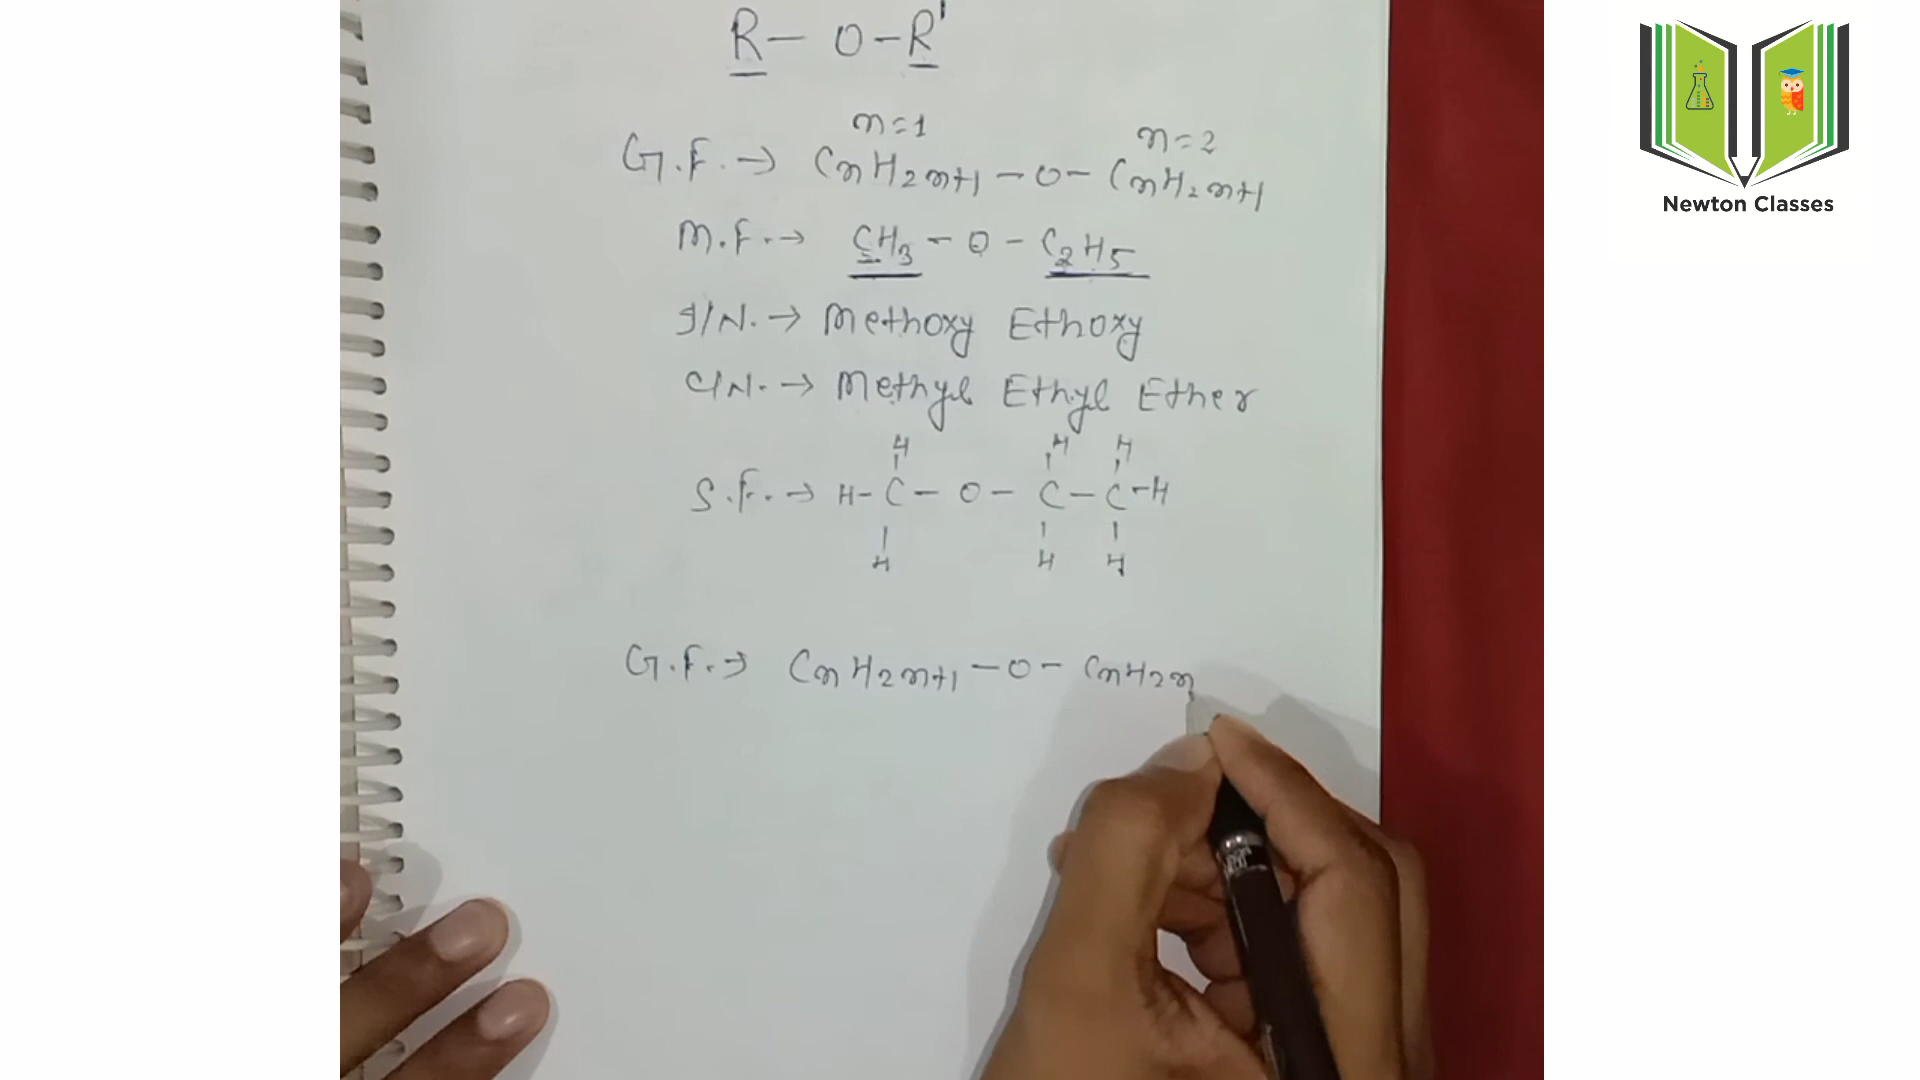 R — O — R'
n=1 n=2
G.F. → CnH2n+1 — O — CnH2n+1
M.F. → CH3 — O — C2H5
I/N. → Methoxy Ethoxy
C/N. → Methyl Ethyl Ether
H H H
S.F. → H — C — O — C — C — H
H H H
G.F. → CnH2n+1 — O — CnH2n
Newton Classes